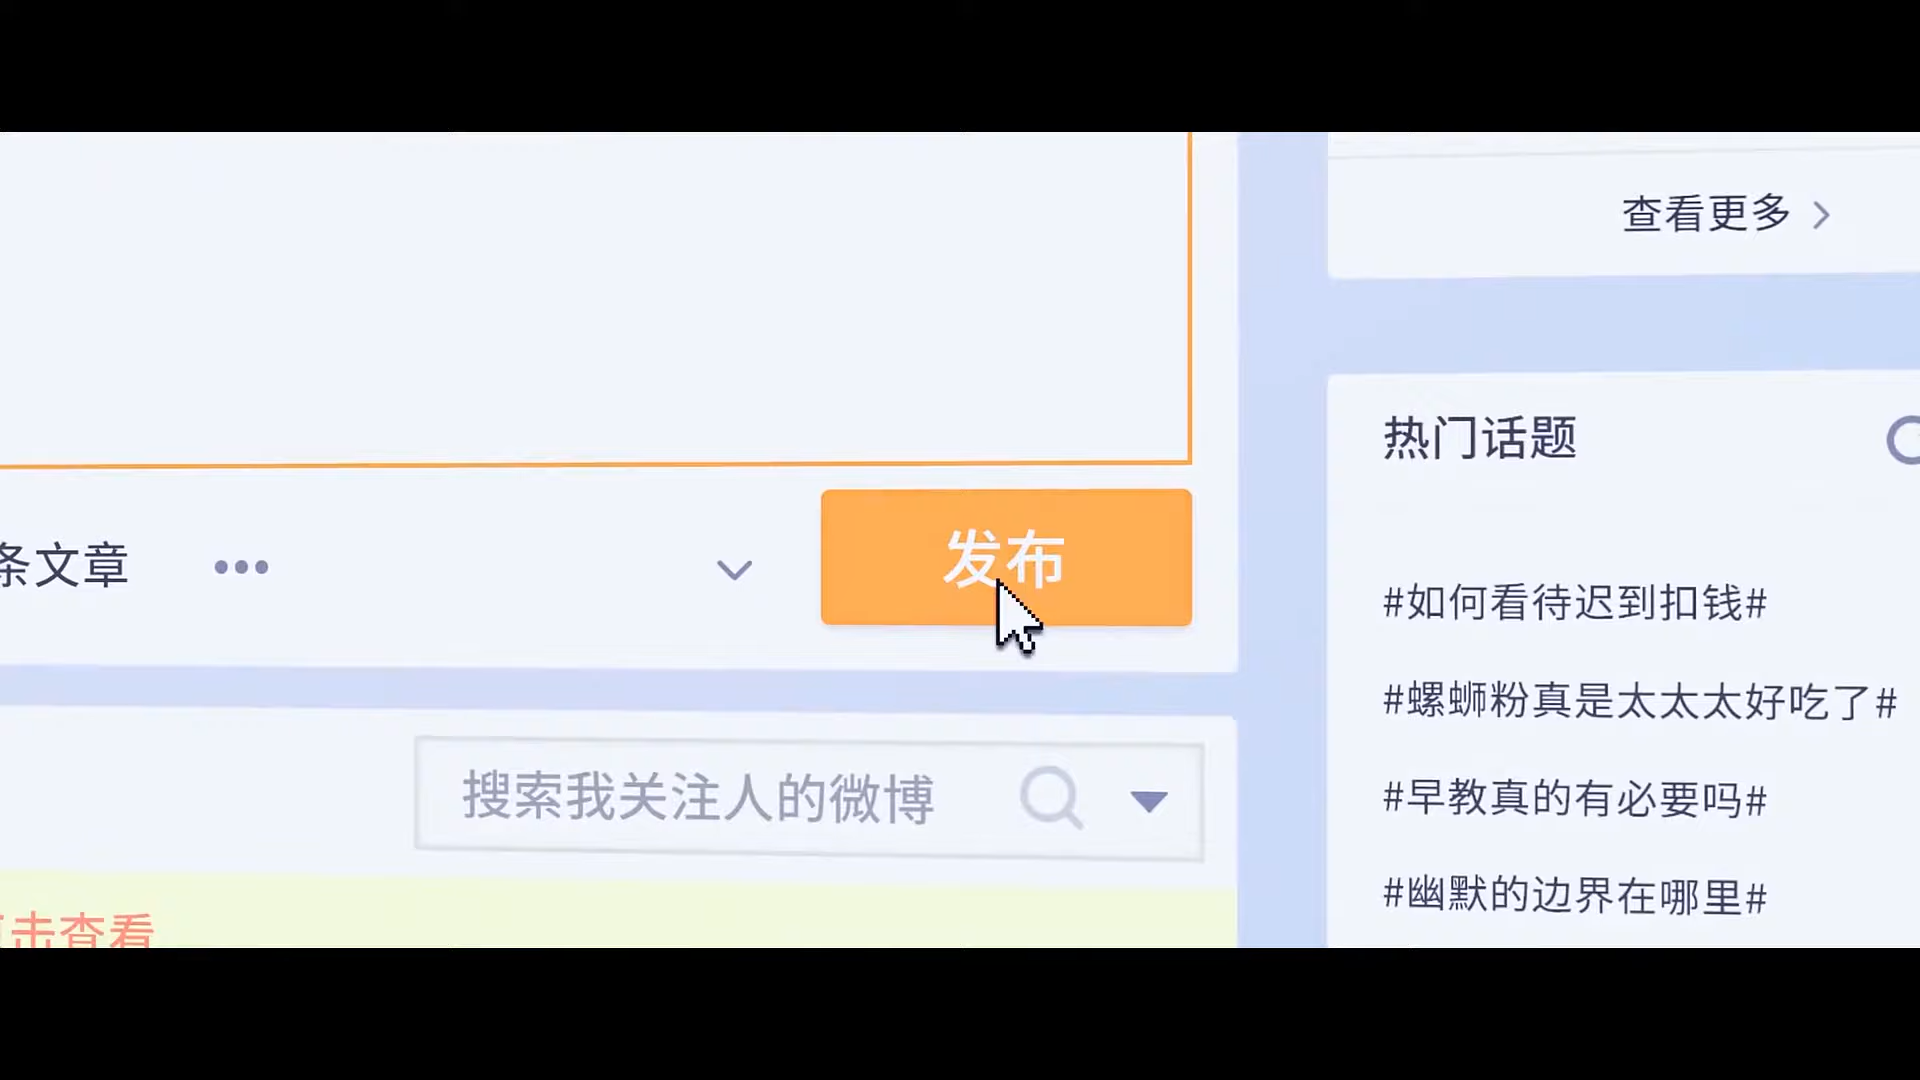 查看更多
热门话题
条文章
发布
#如何看待迟到扣钱#
#螺蛳粉真是太太太好吃了#
搜索我关注人的微博
#早教真的有必要吗#
#幽默的边界在哪里#
击查看